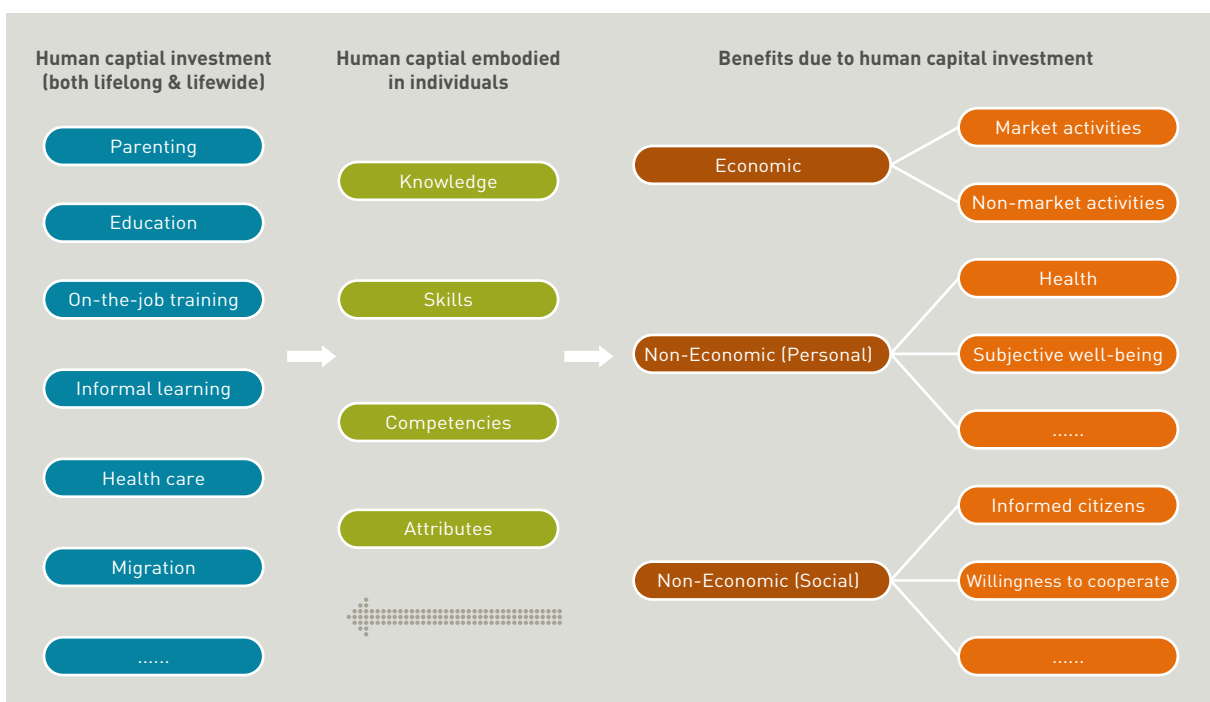 Human captial investment
(both lifelong & lifewide)
Parenting
Education
On-the-job training
Informal learning
Health care
Migration
......
Human captial embodied
in individuals
Knowledge
Skills
Competencies
Attributes
Benefits due to human capital investment
Economic
Market activities
Non-market activities
Non-Economic (Personal)
Health
Subjective well-being
......
Non-Economic (Social)
Informed citizens
Willingness to cooperate
......